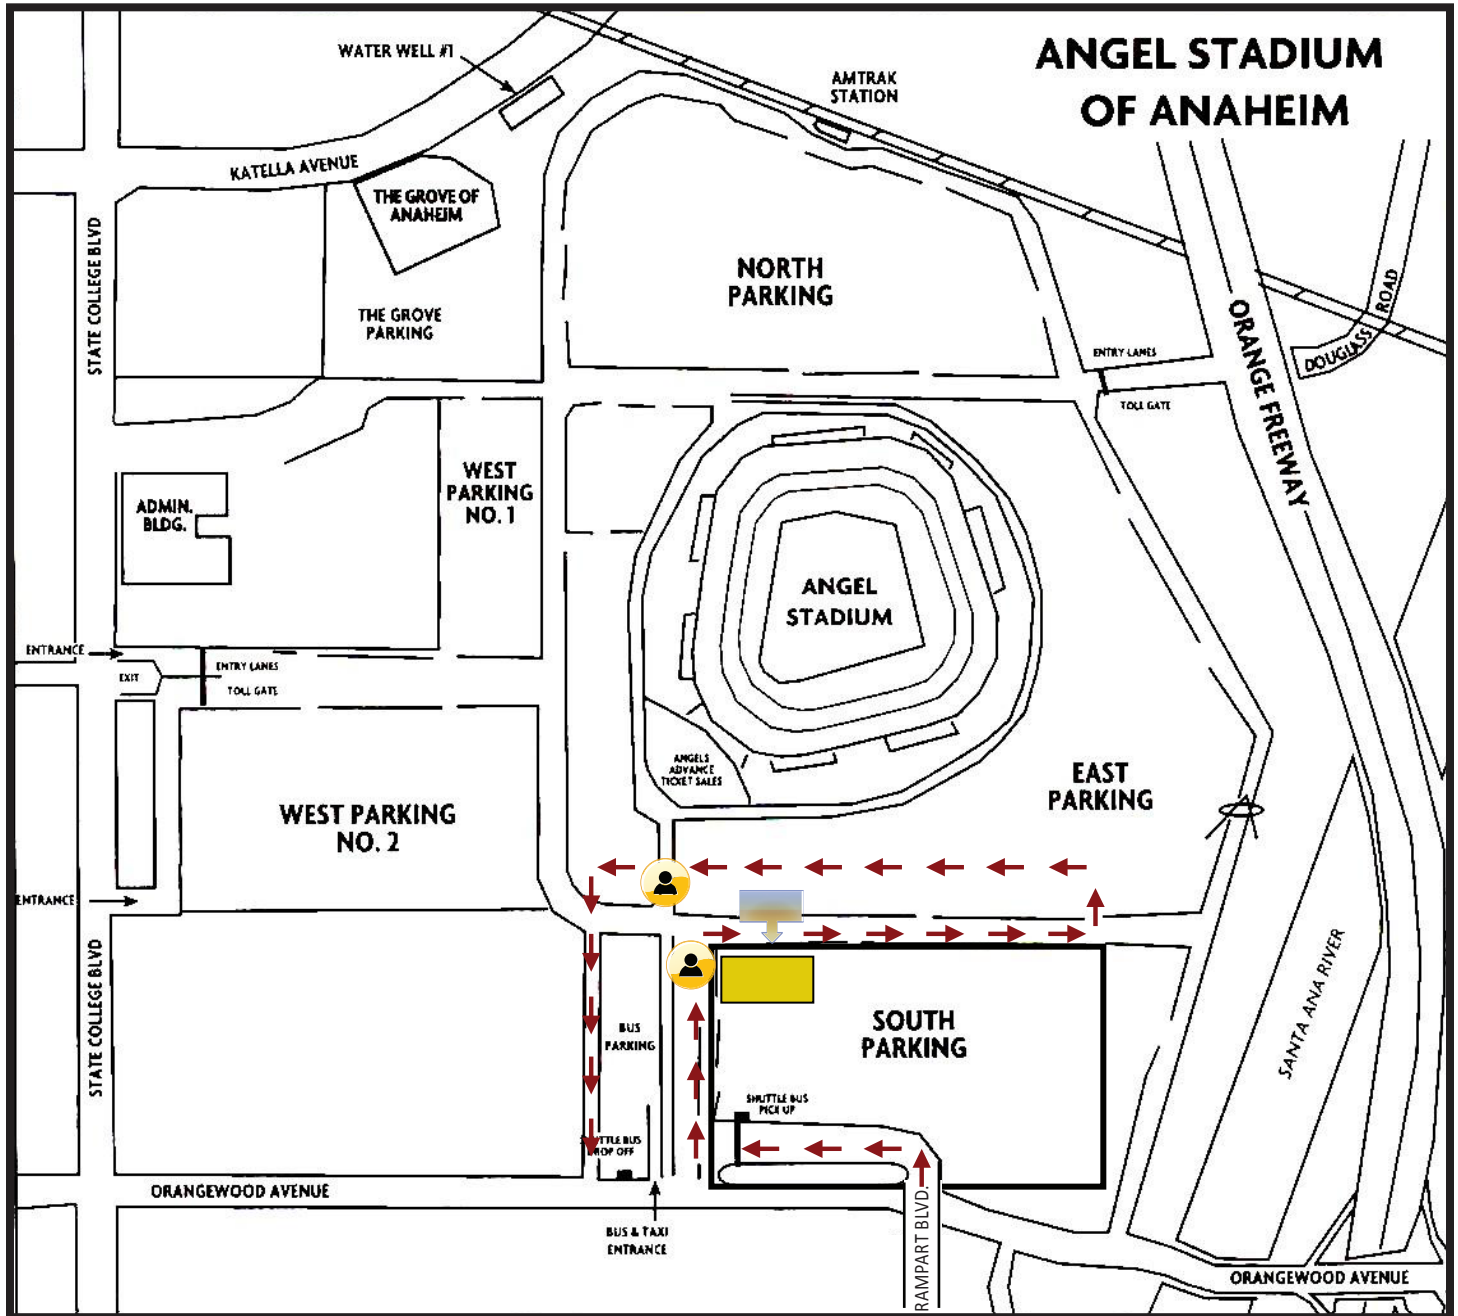 ANGEL STADIUM
OF ANAHEIM
WATER WELL #1
AMTRAK
STATION
KATELLA AVENUE
THE GROVE OF
ANAHEIM
STATE COLLEGE BLVD
NORTH
PARKING
THE GROVE
PARKING
ORANGE FREEWAY
DOUGLASS ROAD
ENTRY LANES
TOLL GATE
WEST
PARKING
NO. 1
ADMIN.
BLDG.
ANGEL
STADIUM
ENTRANCE
EXIT
ENTRY LANES
TOLL GATE
ANGELS
ADVANCE
TICKET SALES
EAST
PARKING
WEST PARKING
NO. 2
ENTRANCE
STATE COLLEGE BLVD
BUS
PARKING
SOUTH
PARKING
SANTA ANA RIVER
SHUTTLE BUS
PICK UP
TTLE BUS
ROP OFF
ORANGEWOOD AVENUE
BUS & TAXI
ENTRANCE
RAMPART BLVD.
ORANGEWOOD AVENUE